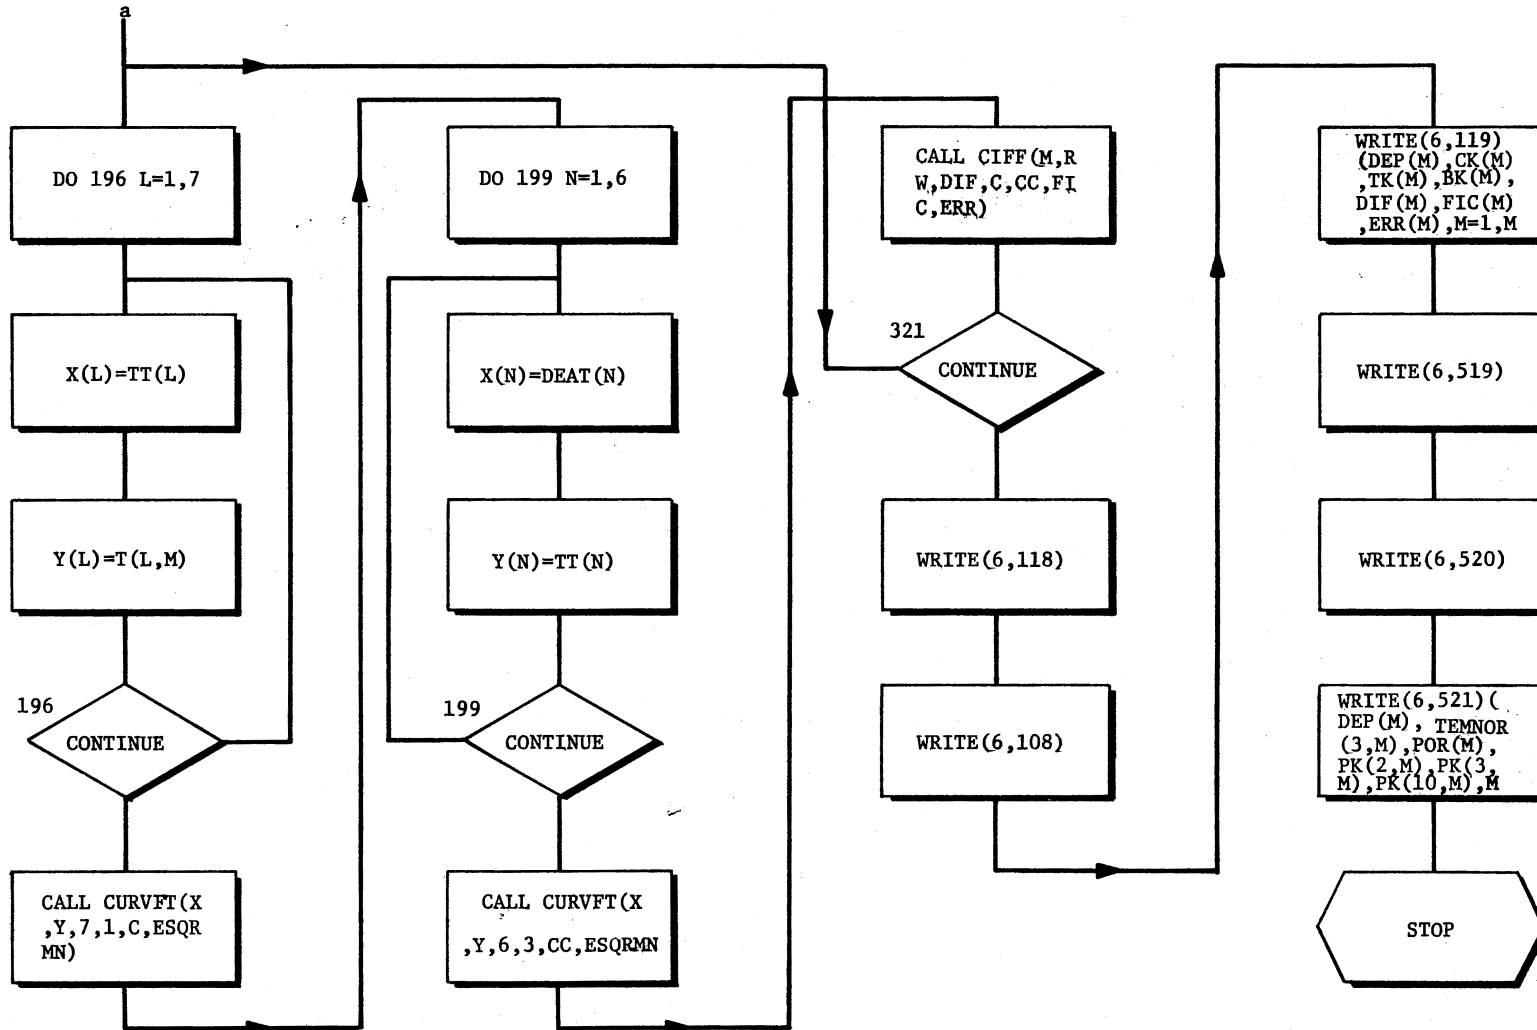 a
DO 196 L=1,7
X(L)=TT(L)
Y(L)=T(L,M)
196
CONTINUE
CALL CURVFT(X
,Y,7,1,C,ESQR
MN)
DO 199 N=1,6
X(N)=DEAT(N)
Y(N)=TT(N)
199
CONTINUE
CALL CURVFT(X
,Y,6,3,CC,ESQRMN
CALL CIFF(M,R
W,DIF,C,CC,FI
C,ERR)
321
CONTINUE
WRITE(6,118)
WRITE(6,108)
WRITE(6,119)
(DEP(M),CK(M)
,TK(M),BK(M),
DIF(M),FIC(M)
,ERR(M),M=1,M
WRITE(6,519)
WRITE(6,520)
WRITE(6,521)(
DEP(M), TEMNOR
(3,M),POR(M),
PK(2,M),PK(3,
M),PK(10,M),M
STOP